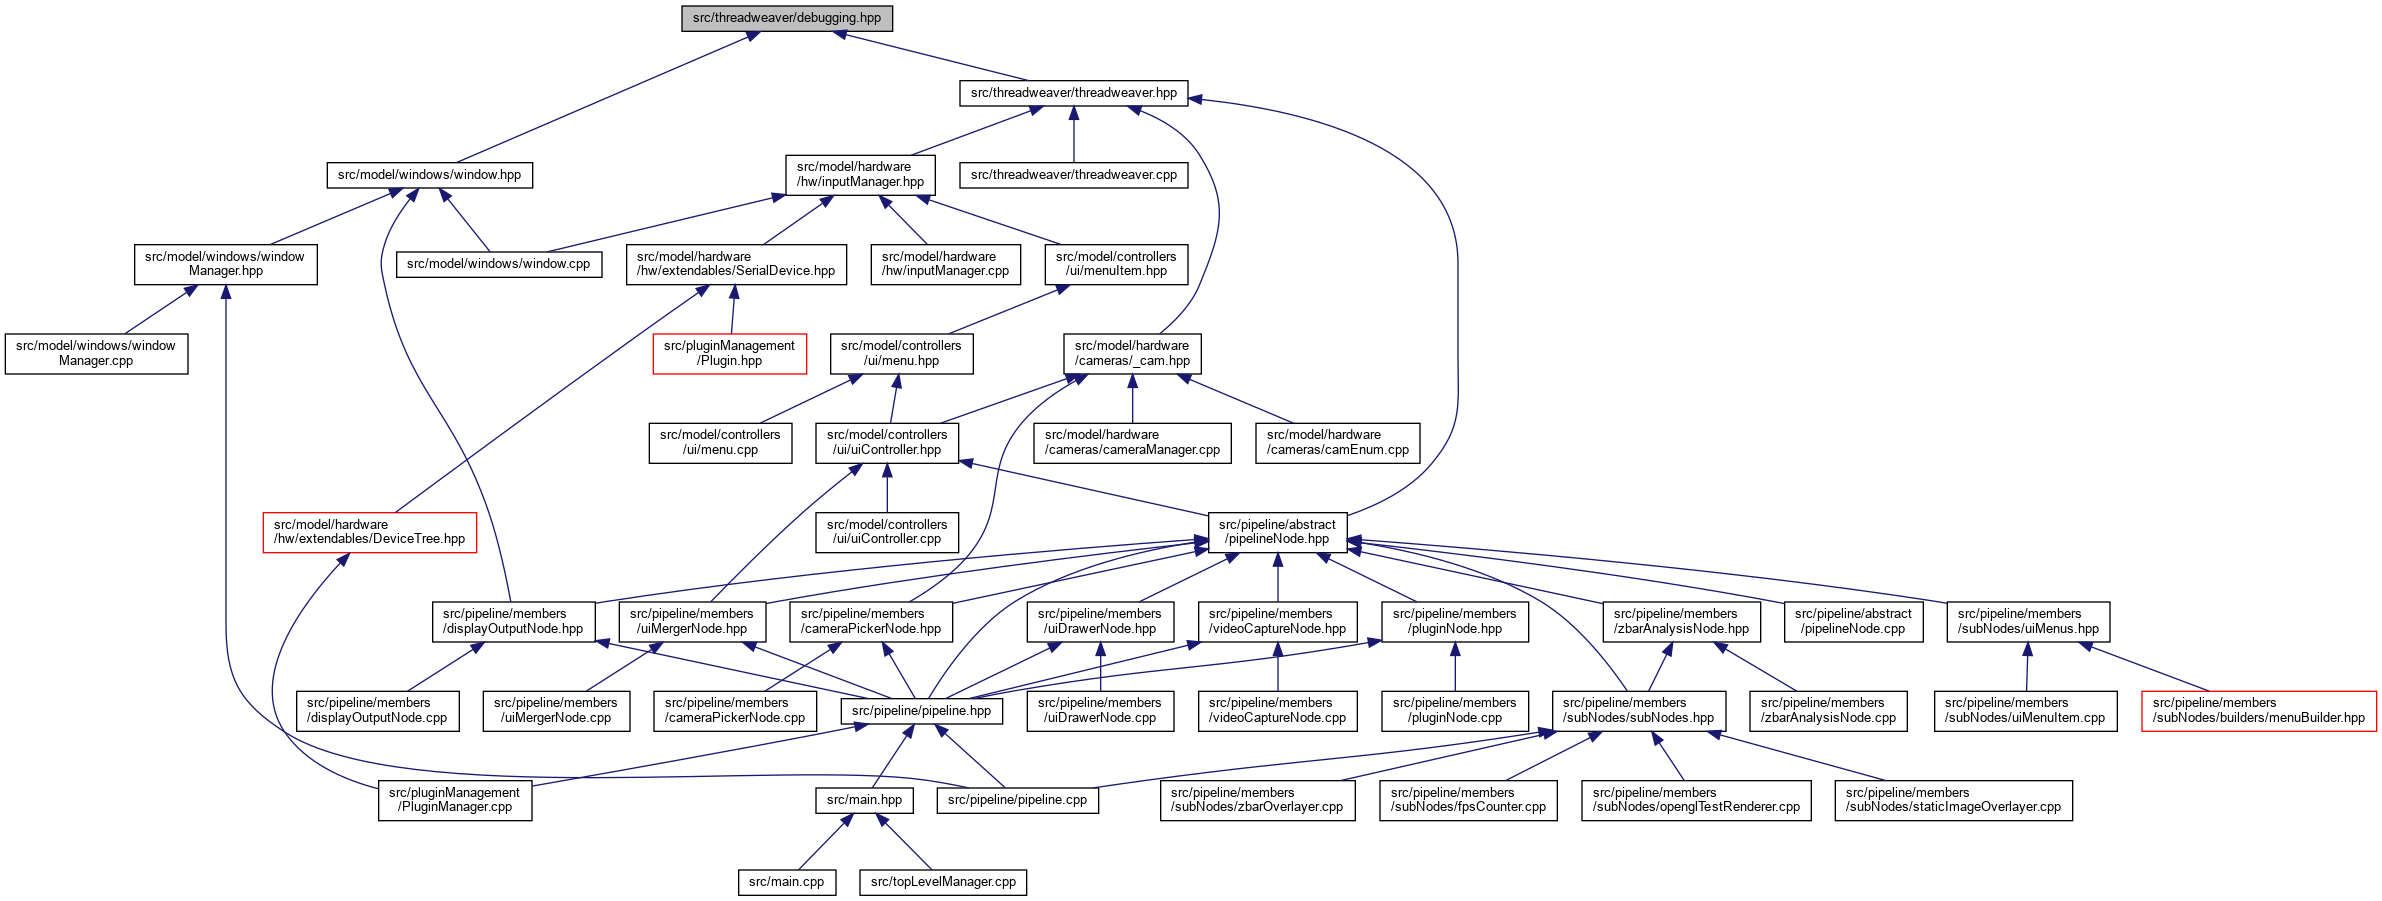 src/threadweaver/debugging.hpp
src/threadweaver/threadweaver.hpp
src/model/windows/window.hpp
src/model/hardware
/hw/inputManager.hpp
src/threadweaver/threadweaver.cpp
src/model/windows/window
Manager.hpp
src/model/windows/window.cpp
src/model/hardware
/hw/extendables/SerialDevice.hpp
src/model/hardware
/hw/inputManager.cpp
src/model/controllers
/ui/menuItem.hpp
src/model/windows/window
Manager.cpp
src/pluginManagement
/Plugin.hpp
src/model/controllers
/ui/menu.hpp
src/model/hardware
/cameras/_cam.hpp
src/model/controllers
/ui/menu.cpp
src/model/controllers
/ui/uiController.hpp
src/model/hardware
/cameras/cameraManager.cpp
src/model/hardware
/cameras/camEnum.cpp
src/model/hardware
/hw/extendables/DeviceTree.hpp
src/model/controllers
/ui/uiController.cpp
src/pipeline/abstract
/pipelineNode.hpp
src/pipeline/members
/displayOutputNode.hpp
src/pipeline/members
/uiMergerNode.hpp
src/pipeline/members
/cameraPickerNode.hpp
src/pipeline/members
/uiDrawerNode.hpp
src/pipeline/members
/videoCaptureNode.hpp
src/pipeline/members
/pluginNode.hpp
src/pipeline/members
/zbarAnalysisNode.hpp
src/pipeline/abstract
/pipelineNode.cpp
src/pipeline/members
/subNodes/uiMenus.hpp
src/pipeline/members
/displayOutputNode.cpp
src/pipeline/members
/uiMergerNode.cpp
src/pipeline/members
/cameraPickerNode.cpp
src/pipeline/pipeline.hpp
src/pipeline/members
/uiDrawerNode.cpp
src/pipeline/members
/videoCaptureNode.cpp
src/pipeline/members
/pluginNode.cpp
src/pipeline/members
/subNodes/subNodes.hpp
src/pipeline/members
/zbarAnalysisNode.cpp
src/pipeline/members
/subNodes/uiMenuItem.cpp
src/pipeline/members
/subNodes/builders/menuBuilder.hpp
src/pluginManagement
/PluginManager.cpp
src/main.hpp
src/pipeline/pipeline.cpp
src/pipeline/members
/subNodes/zbarOverlayer.cpp
src/pipeline/members
/subNodes/fpsCounter.cpp
src/pipeline/members
/subNodes/openglTestRenderer.cpp
src/pipeline/members
/subNodes/staticImageOverlayer.cpp
src/main.cpp
src/topLevelManager.cpp